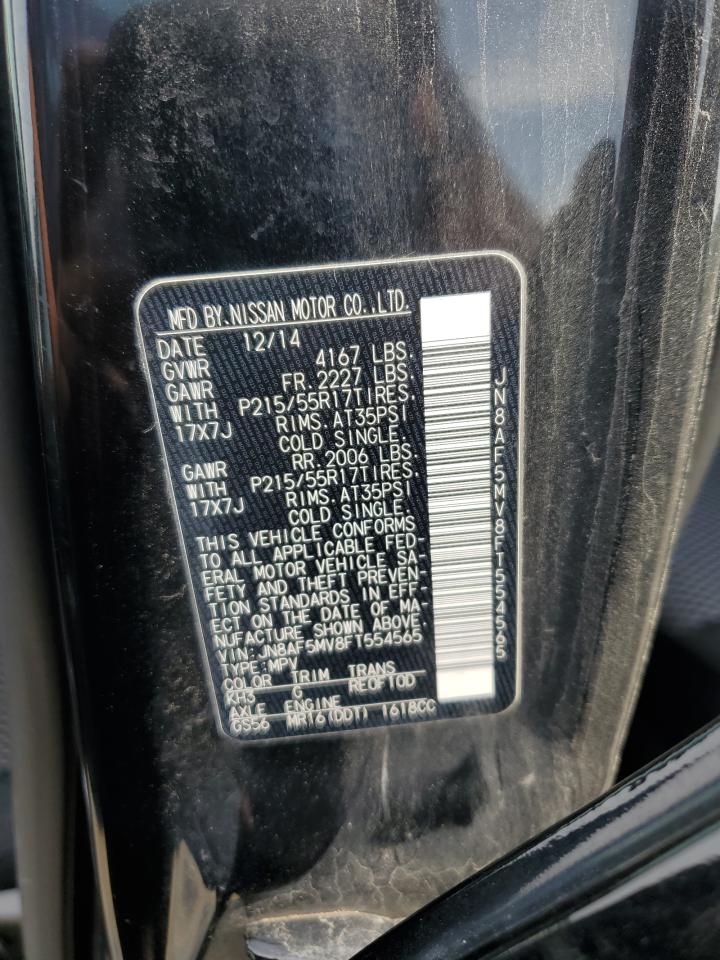 MFD BY.NISSAN MOTOR CO.,LTD.
DATE 12/14
GVWR 4167 LBS.
GAWR FR. 2227 LBS.
WITH P215/55R17TIRES.
17X7J RIMS. AT35PSI
COLD SINGLE.
GAWR RR. 2006 LBS.
WITH P215/55R17TIRES.
17X7J RIMS. AT35PSI
COLD SINGLE.
THIS VEHICLE CONFORMS
TO ALL APPLICABLE FED-
ERAL MOTOR VEHICLE SA-
FETY AND THEFT PREVEN-
TION STANDARDS IN EFF-
ECT ON THE DATE OF MA-
NUFACTURE SHOWN ABOVE.
VIN: JN8AF5MV8FT554565
TYPE: MPV
COLOR TRIM TRANS
KH3 G RE0F10D
AXLE ENGINE
GS56 MR16(DDT) 1618CC
JN8AF5MV8FT554565